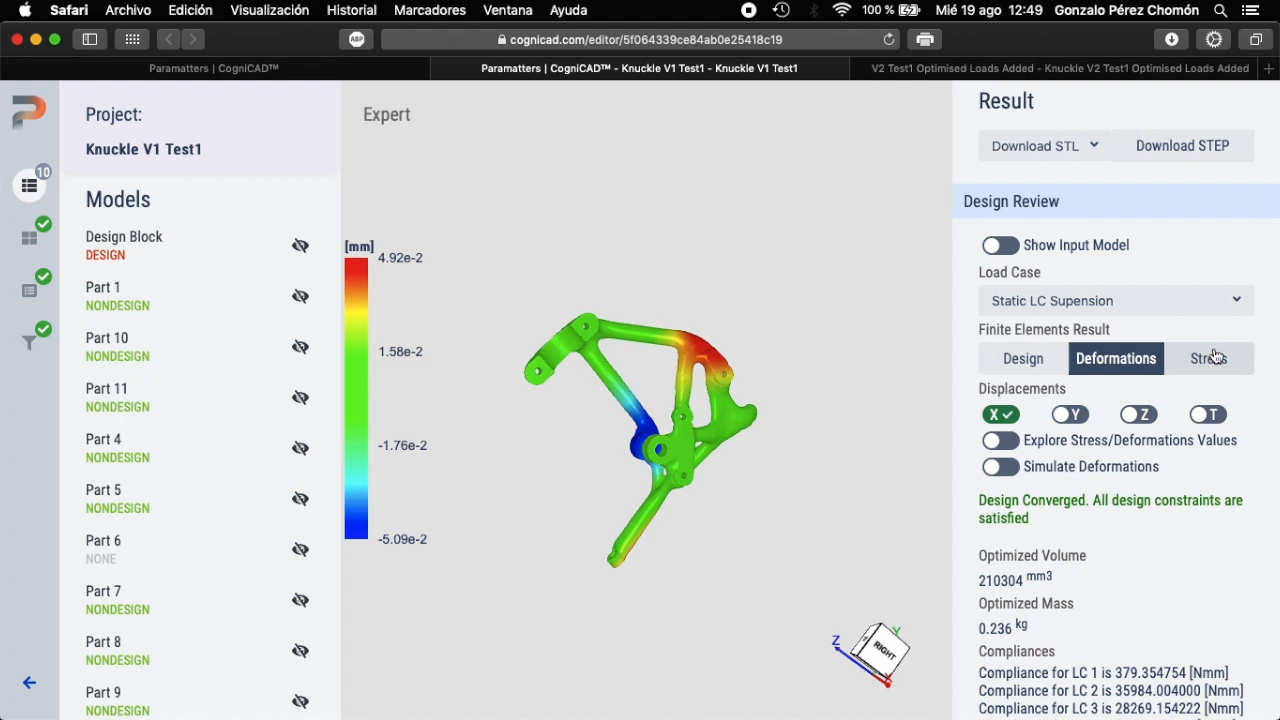 Safari Archivo Edición Visualización Historial Marcadores Ventana Ayuda 100 % Mié 19 ago 12:49 Gonzalo Pérez Chomón
ABP cognicad.com/editor/5f064339ce84ab0e25418c19
Paramatters | CogniCAD™ Paramatters | CogniCAD™ - Knuckle V1 Test1 - Knuckle V1 Test1 V2 Test1 Optimised Loads Added - Knuckle V2 Test1 Optimised Loads Added
10
Project:
Knuckle V1 Test1
Models
Design Block
DESIGN
Part 1
NONDESIGN
Part 10
NONDESIGN
Part 11
NONDESIGN
Part 4
NONDESIGN
Part 5
NONDESIGN
Part 6
NONE
Part 7
NONDESIGN
Part 8
NONDESIGN
Part 9
NONDESIGN
Expert
[mm]
4.92e-2
1.58e-2
-1.76e-2
-5.09e-2
Y
Z
RIGHT
X
Result
Download STL Download STEP
Design Review
Show Input Model
Load Case
Static LC Supension
Finite Elements Result
Design Deformations Stress
Displacements
X Y Z T
Explore Stress/Deformations Values
Simulate Deformations
Design Converged. All design constraints are
satisfied
Optimized Volume
210304 mm3
Optimized Mass
0.236 kg
Compliances
Compliance for LC 1 is 379.354754 [Nmm]
Compliance for LC 2 is 35984.004000 [Nmm]
Compliance for LC 3 is 28269.154222 [Nmm]